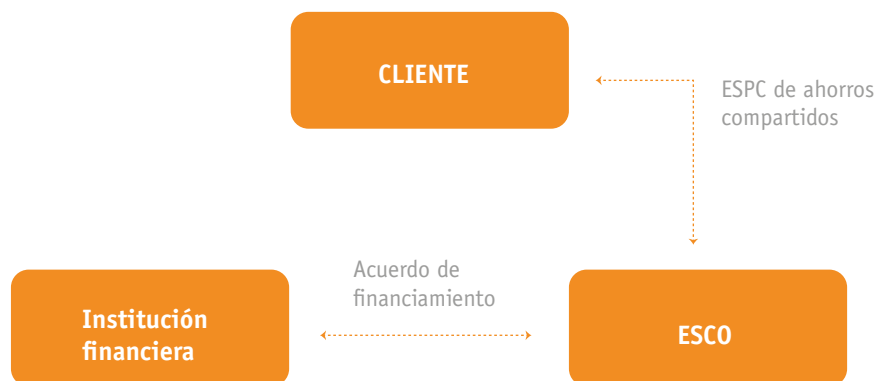 CLIENTE
ESPC de ahorros
compartidos
Acuerdo de
financiamiento
Institución
financiera
ESCO